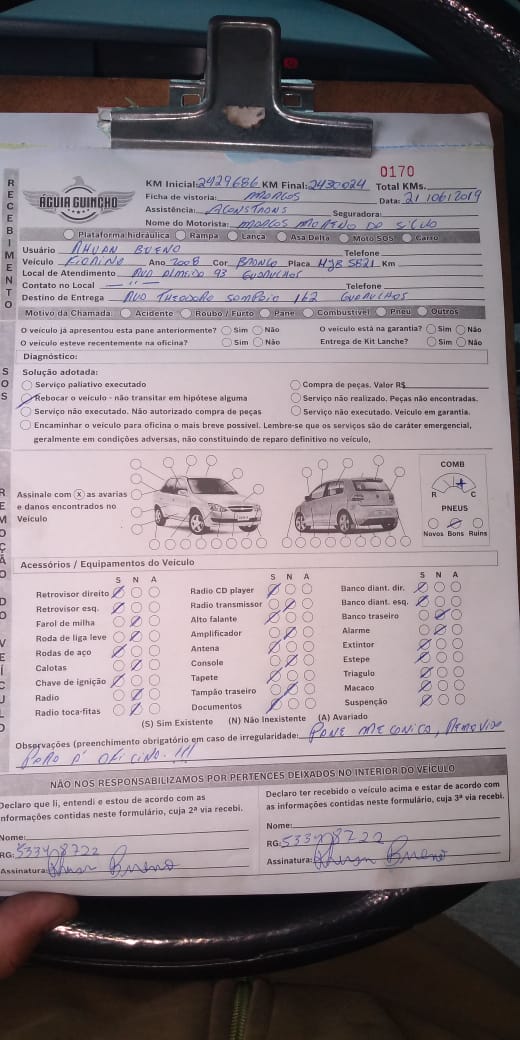 0170
ÁGUIA GUINCHO
RECEBIMENTO
KM Inicial: 2429686 KM Final: 2430024 Total KMs.
Ficha de vistoria: MARCOS Data: 21/06/2019
Assistência: Seguradora:
Nome do Motorista: MARCOS MORENO DE
Plataforma hidráulica Rampa Lança Asa Delta Moto SOS Carro
Usuário RHUAN BUENO Telefone
Veículo FIORINO Ano 2008 Cor BRANCO Placa HJB 5821 Km
Local de Atendimento RUA ALMEIDA 93 GUARULHOS
Contato no Local —"— Telefone
Destino de Entrega AVO THEODORO SAMPAIO 162 GUARULHOS
Motivo da Chamada: Acidente Roubo / Furto Pane Combustível Pneu Outros
O veículo já apresentou esta pane anteriormente? Sim Não O veículo está na garantia? Sim Não
O veículo esteve recentemente na oficina? Sim Não Entrega de Kit Lanche? Sim Não
Diagnóstico:
SOS
Solução adotada:
Serviço paliativo executado Compra de peças. Valor R$
Rebocar o veículo - não transitar em hipótese alguma Serviço não realizado. Peças não encontradas.
Serviço não executado. Não autorizado compra de peças Serviço não executado. Veículo em garantia.
Encaminhar o veículo para oficina o mais breve possível. Lembre-se que os serviços são de caráter emergencial,
geralmente em condições adversas, não constituindo de reparo definitivo no veículo,
REMOÇÃO DO VEÍCULO
Assinale com (x) as avarias
e danos encontrados no
Veículo
COMB
R C
PNEUS
Novos Bons Ruins
Acessórios / Equipamentos do Veículo
S N A S N A S N A
Retrovisor direito Radio CD player Banco diant. dir.
Retrovisor esq. Radio transmissor Banco diant. esq.
Farol de milha Alto falante Banco traseiro
Roda de liga leve Amplificador Alarme
Rodas de aço Antena Extintor
Calotas Console Estepe
Chave de ignição Tapete Triagulo
Radio Tampão traseiro Macaco
Radio toca-fitas Documentos Suspenção
(S) Sim Existente (N) Não Inexistente (A) Avariado
Observações (preenchimento obrigatório em caso de irregularidade: PANE MECONICA, REMOVIDO
PARA A OFICINA. !!!
NÃO NOS RESPONSABILIZAMOS POR PERTENCES DEIXADOS NO INTERIOR DO VEÍCULO
Declaro que li, entendi e estou de acordo com as
informações contidas neste formulário, cuja 2ª via recebi.
Nome:
RG: 533408722
Assinatura: Rhuan Bueno
Declaro ter recebido o veículo acima e estar de acordo com
as informações contidas neste formulário, cuja 3ª via recebi.
Nome:
RG: 533408722
Assinatura: Rhuan Bueno